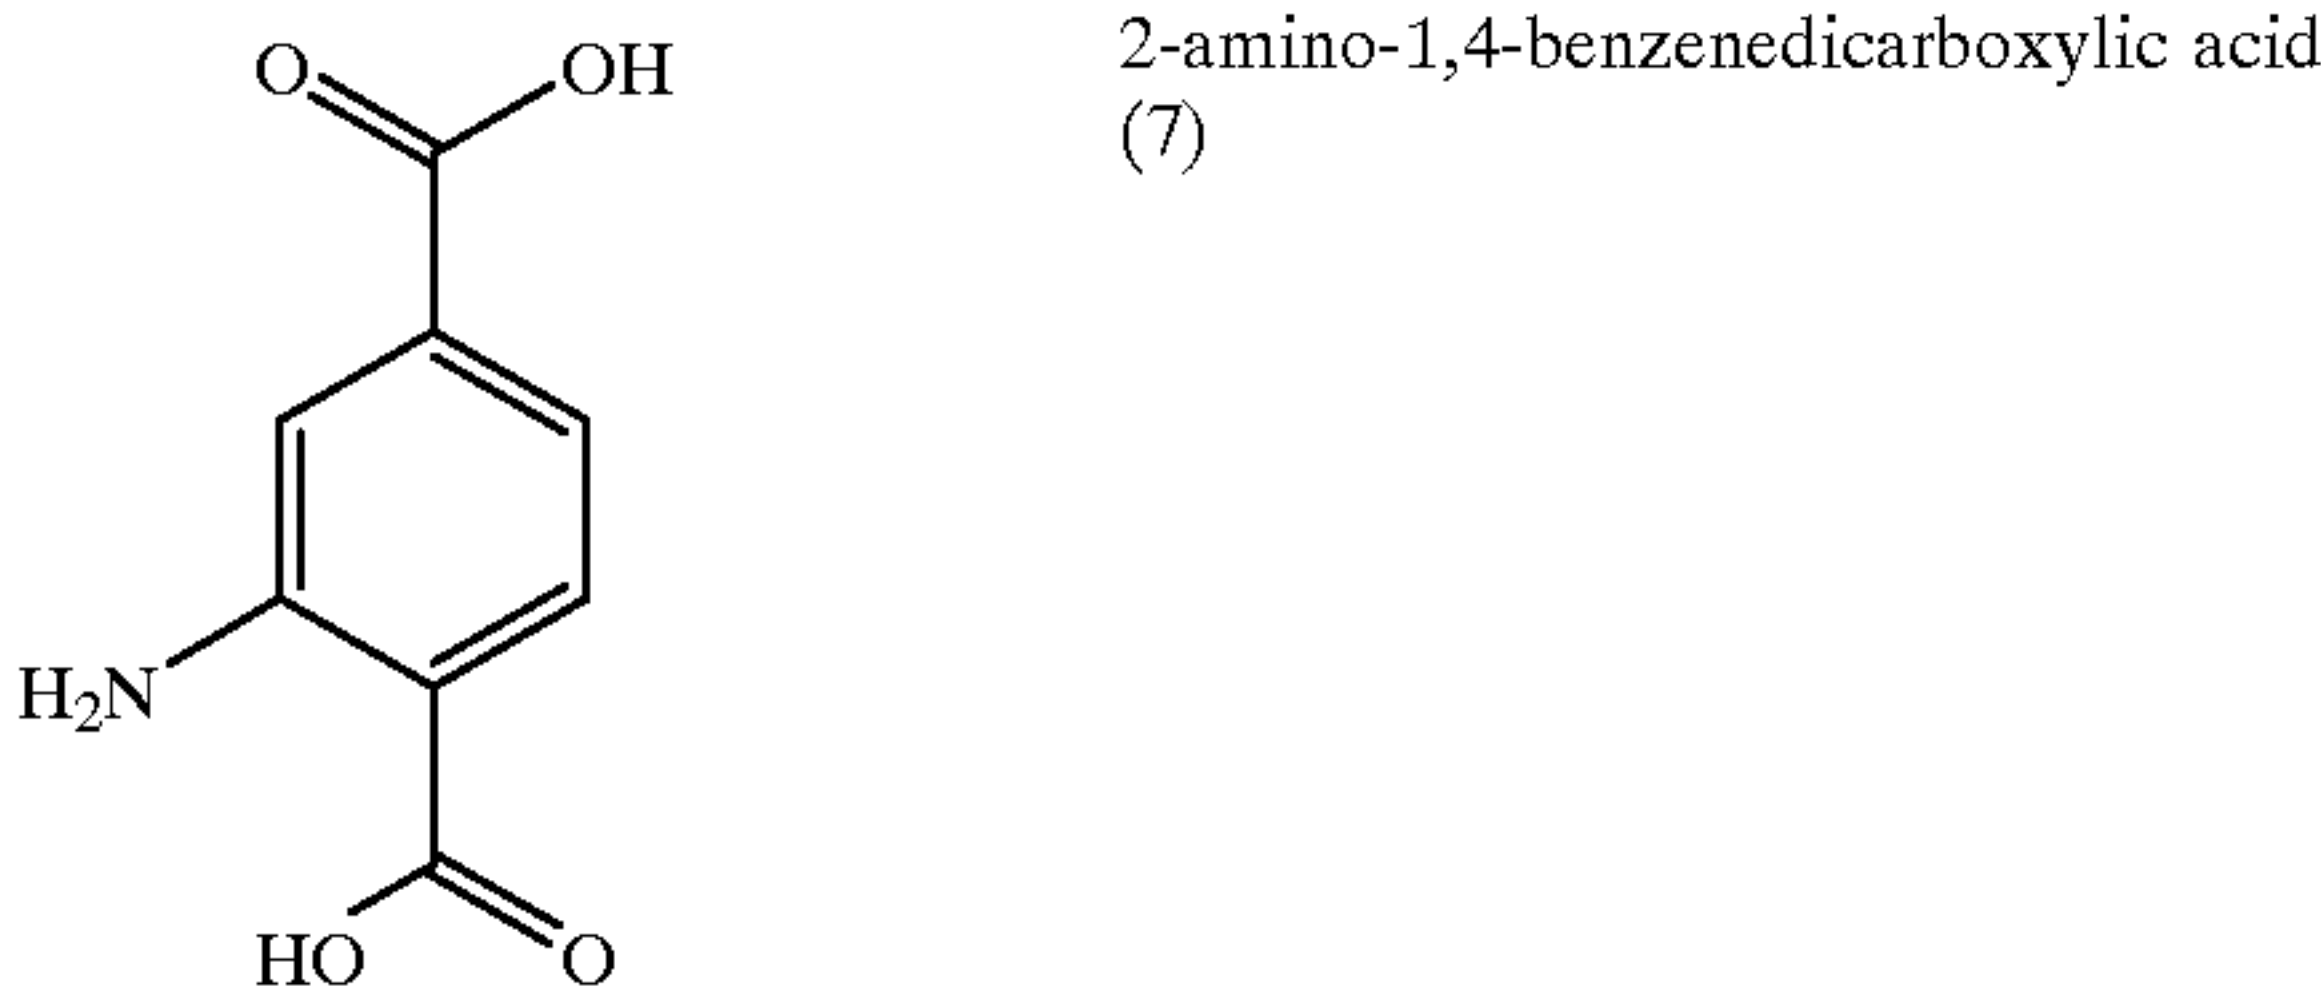 O OH
2-amino-1,4-benzenedicarboxylic acid
(7)
H2N
HO O